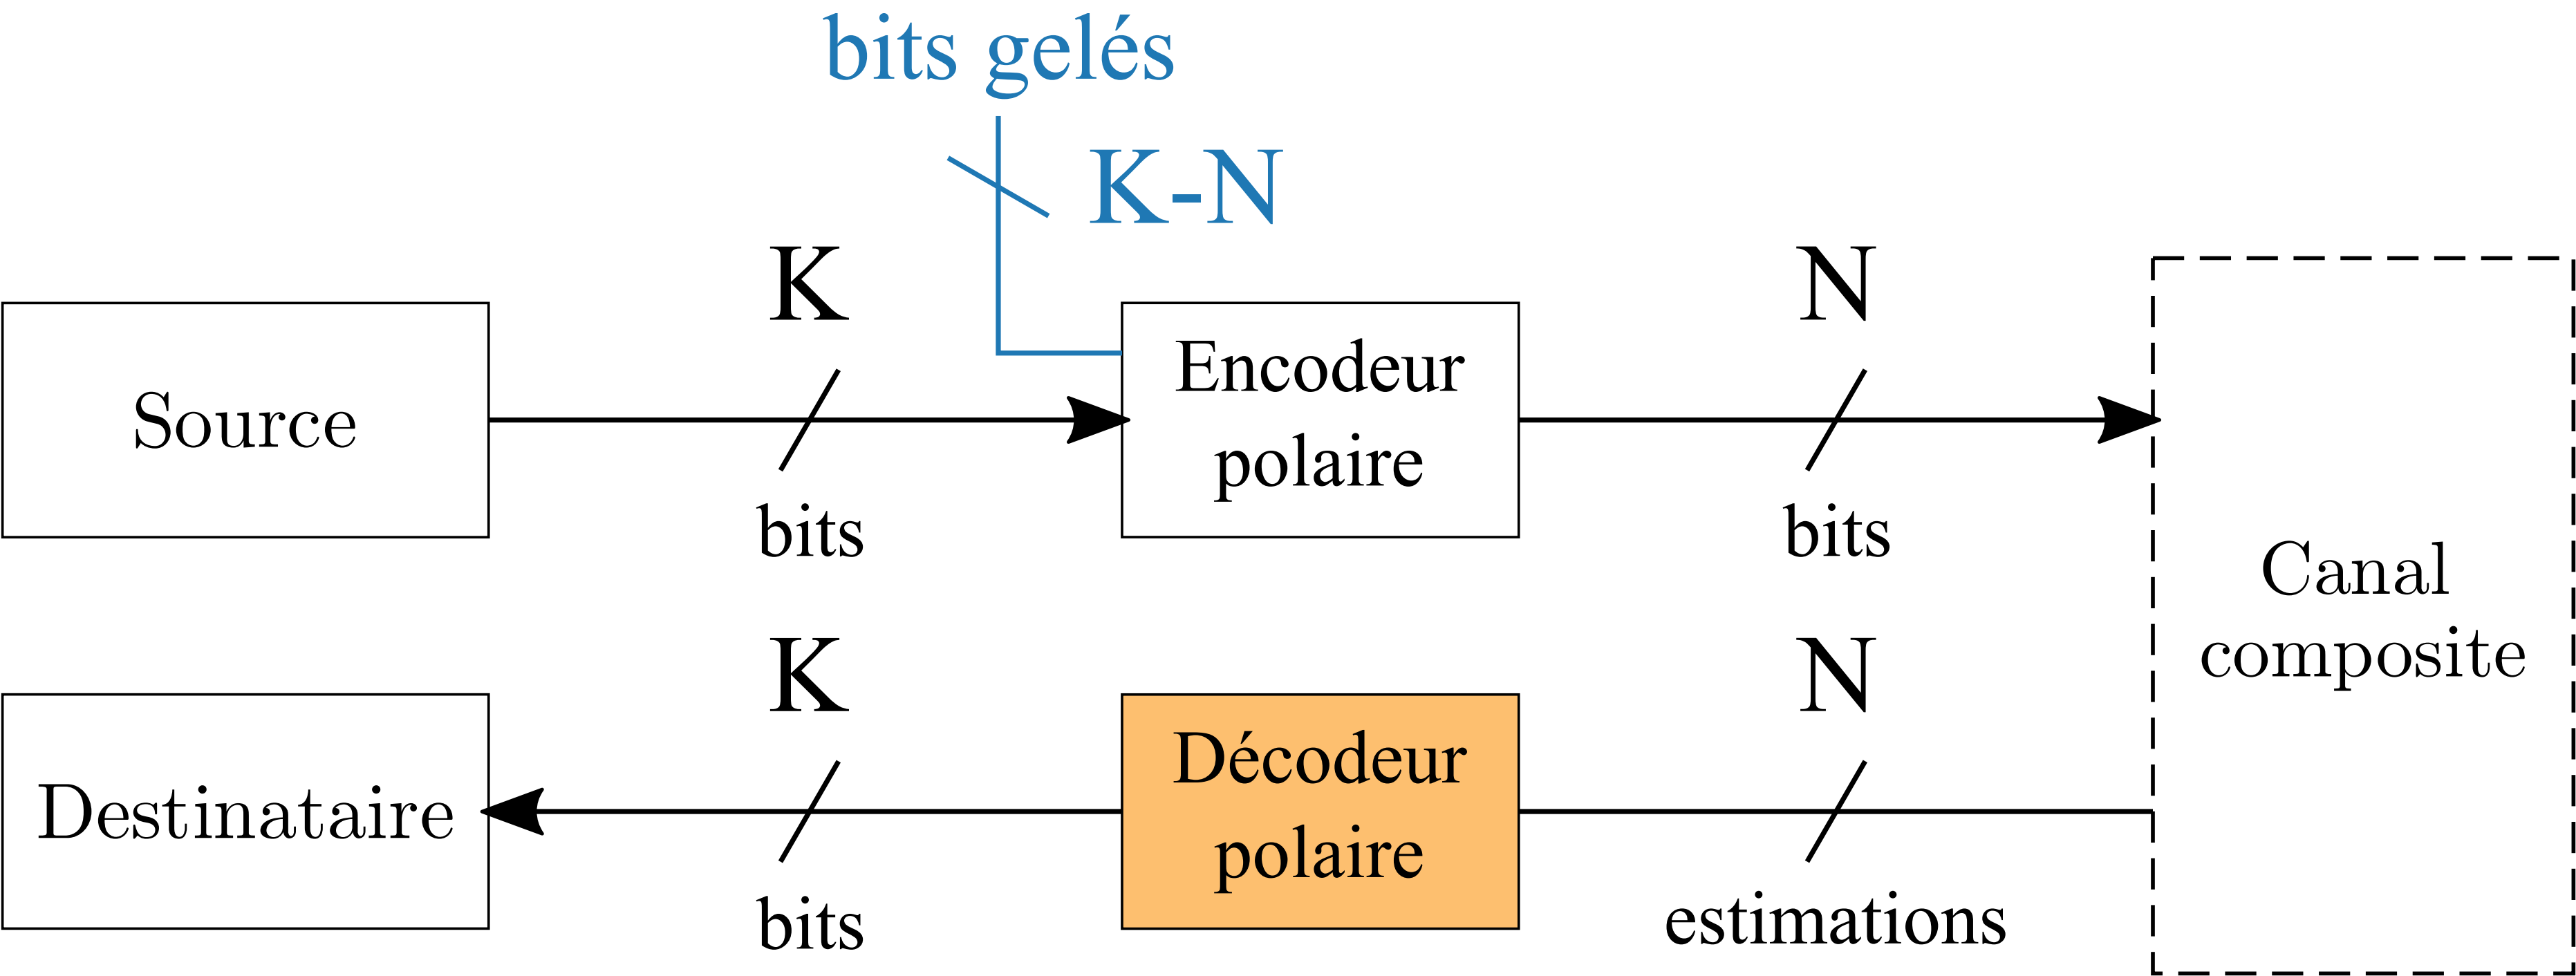 bits gelés
K-N
K
N
Source
Encodeur
polaire
bits
bits
Canal
composite
K
N
Destinataire
Décodeur
polaire
bits
estimations